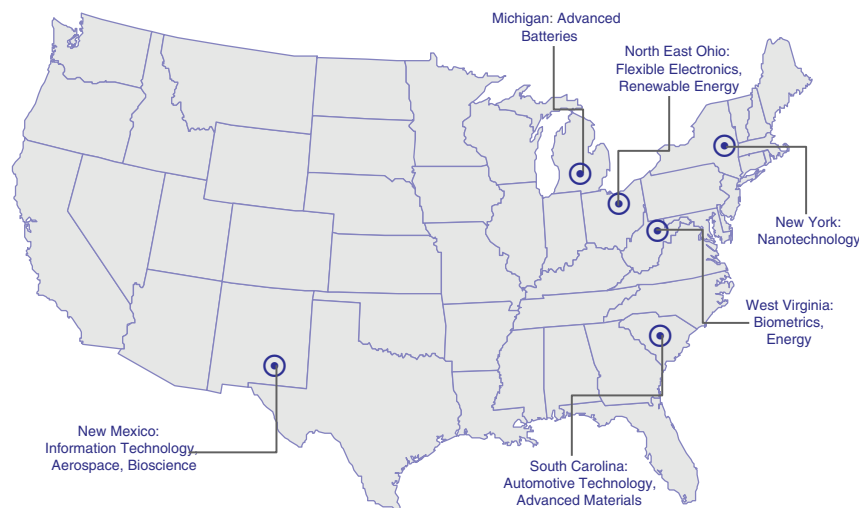 Michigan: Advanced
Batteries
North East Ohio:
Flexible Electronics,
Renewable Energy
New York:
Nanotechnology
West Virginia:
Biometrics,
Energy
New Mexico:
Information Technology,
Aerospace, Bioscience
South Carolina:
Automotive Technology,
Advanced Materials